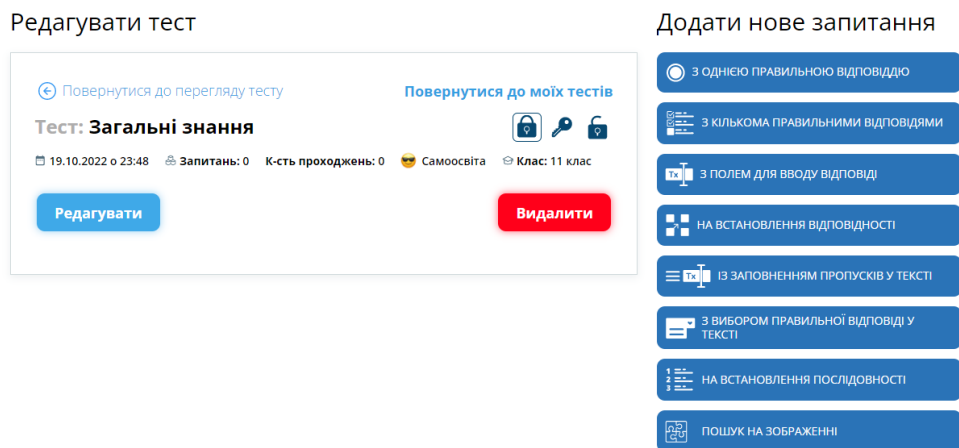 Редагувати тест
Повернутися до перегляду тесту
Повернутися до моїх тестів
Тест: Загальні знання
19.10.2022 о 23:48 Запитань: 0 К-сть проходжень: 0 Самоосвіта Клас: 11 клас
Редагувати
Видалити
Додати нове запитання
З ОДНІЄЮ ПРАВИЛЬНОЮ ВІДПОВІДДЮ
З КІЛЬКОМА ПРАВИЛЬНИМИ ВІДПОВІДЯМИ
Tx З ПОЛЕМ ДЛЯ ВВОДУ ВІДПОВІДІ
НА ВСТАНОВЛЕННЯ ВІДПОВІДНОСТІ
Tx ІЗ ЗАПОВНЕННЯМ ПРОПУСКІВ У ТЕКСТІ
З ВИБОРОМ ПРАВИЛЬНОЇ ВІДПОВІДІ У
ТЕКСТІ
1 2 3 НА ВСТАНОВЛЕННЯ ПОСЛІДОВНОСТІ
ПОШУК НА ЗОБРАЖЕННІ